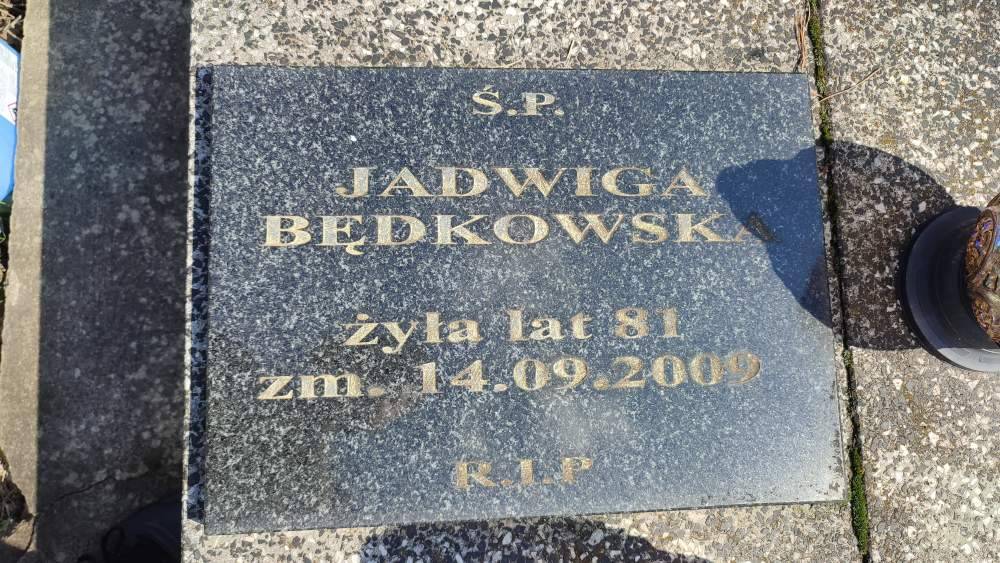 Ś.P.
JADWIGA
BĘDKOWSKA
żyła lat 81
zm. 14.09.2009
R.I.P